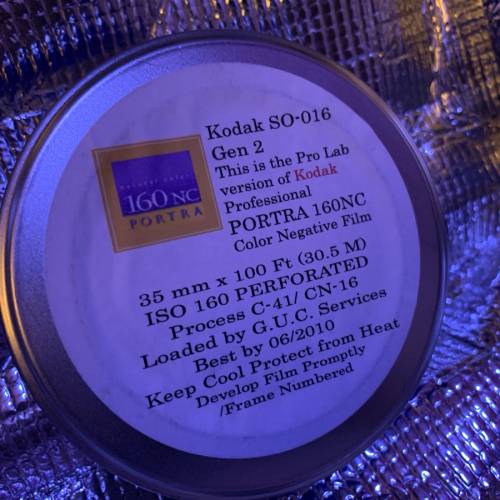 Kodak SO-016
Gen 2
This is the Pro Lab
version of Kodak
Professional
PORTRA 160NC
Color Negative Film
natural color
160NC
PORTRA
35 mm x 100 Ft (30.5 M)
ISO 160 PERFORATED
Process C-41/ CN-16
Loaded by G.U.C. Services
Best by 06/2010
Keep Cool Protect from Heat
Develop Film Promptly
/Frame Numbered